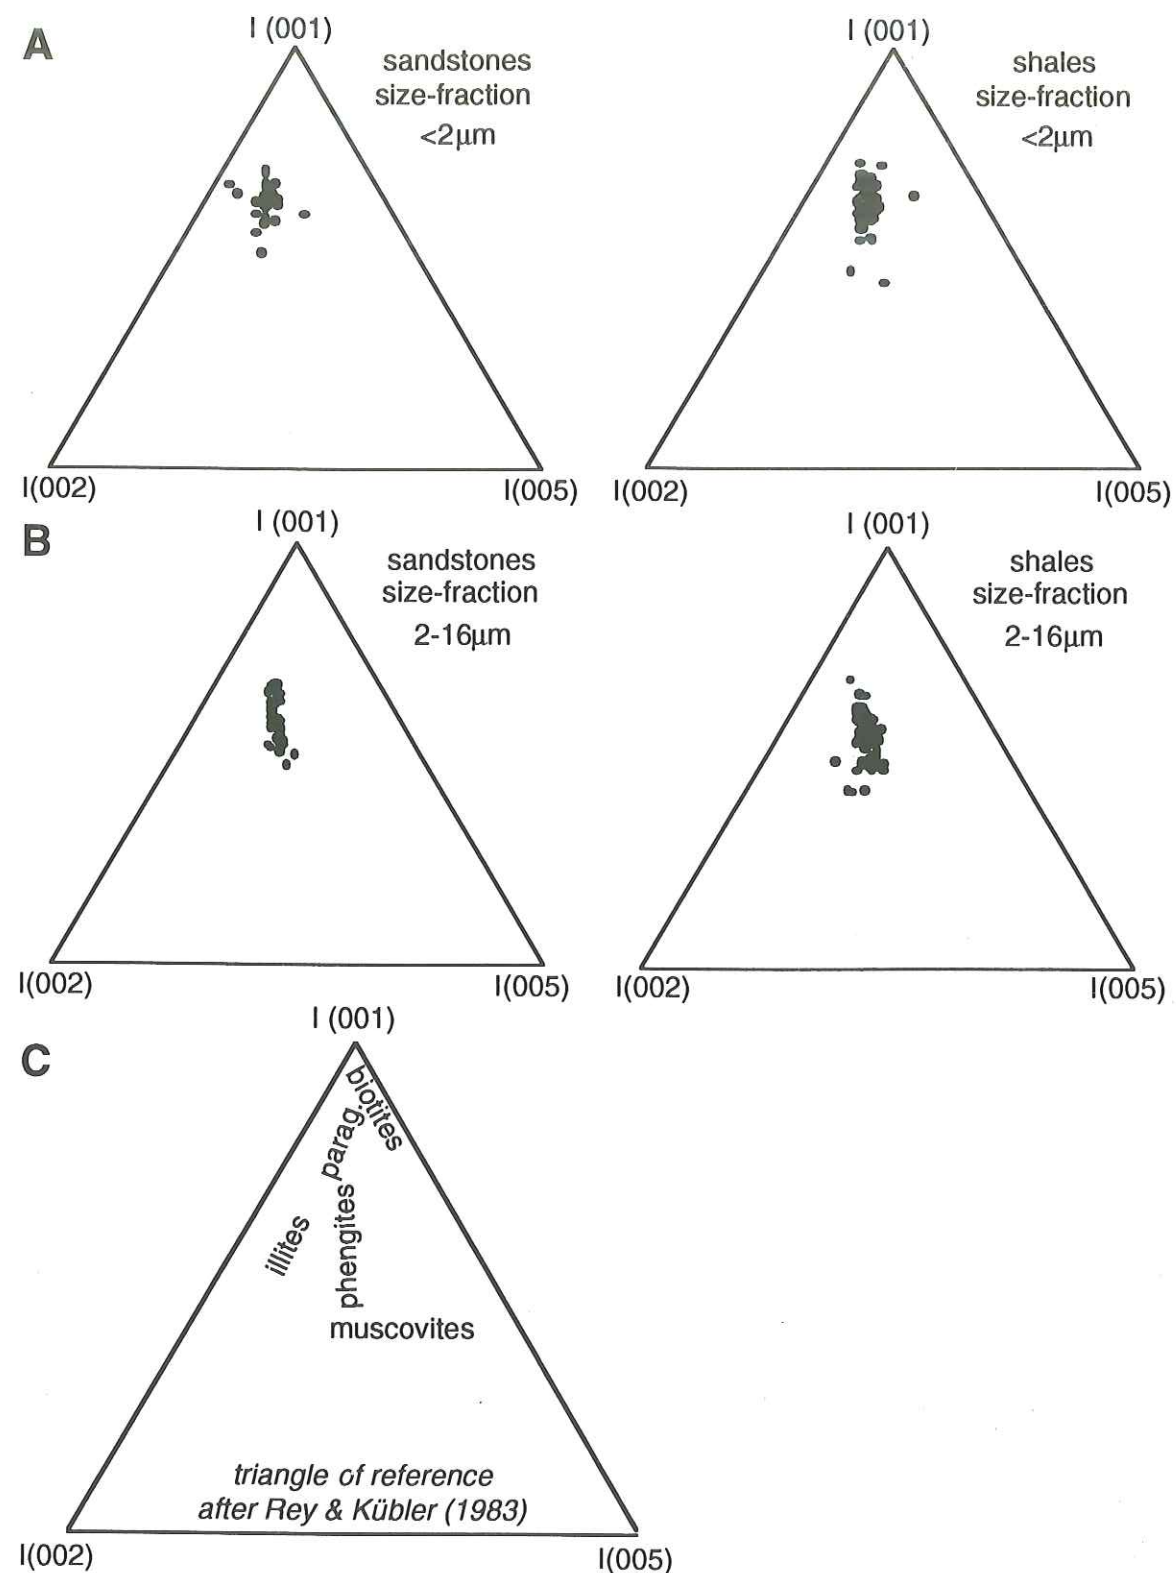 A
I (001)
sandstones
size-fraction
<2μm
I(002)
I(005)
I (001)
shales
size-fraction
<2μm
I(002)
I(005)
B
I (001)
sandstones
size-fraction
2-16μm
I(002)
I(005)
I (001)
shales
size-fraction
2-16μm
I(002)
I(005)
C
I (001)
biotites
parag.
phengites
illites
muscovites
triangle of reference
after Rey & Kübler (1983)
I(002)
I(005)